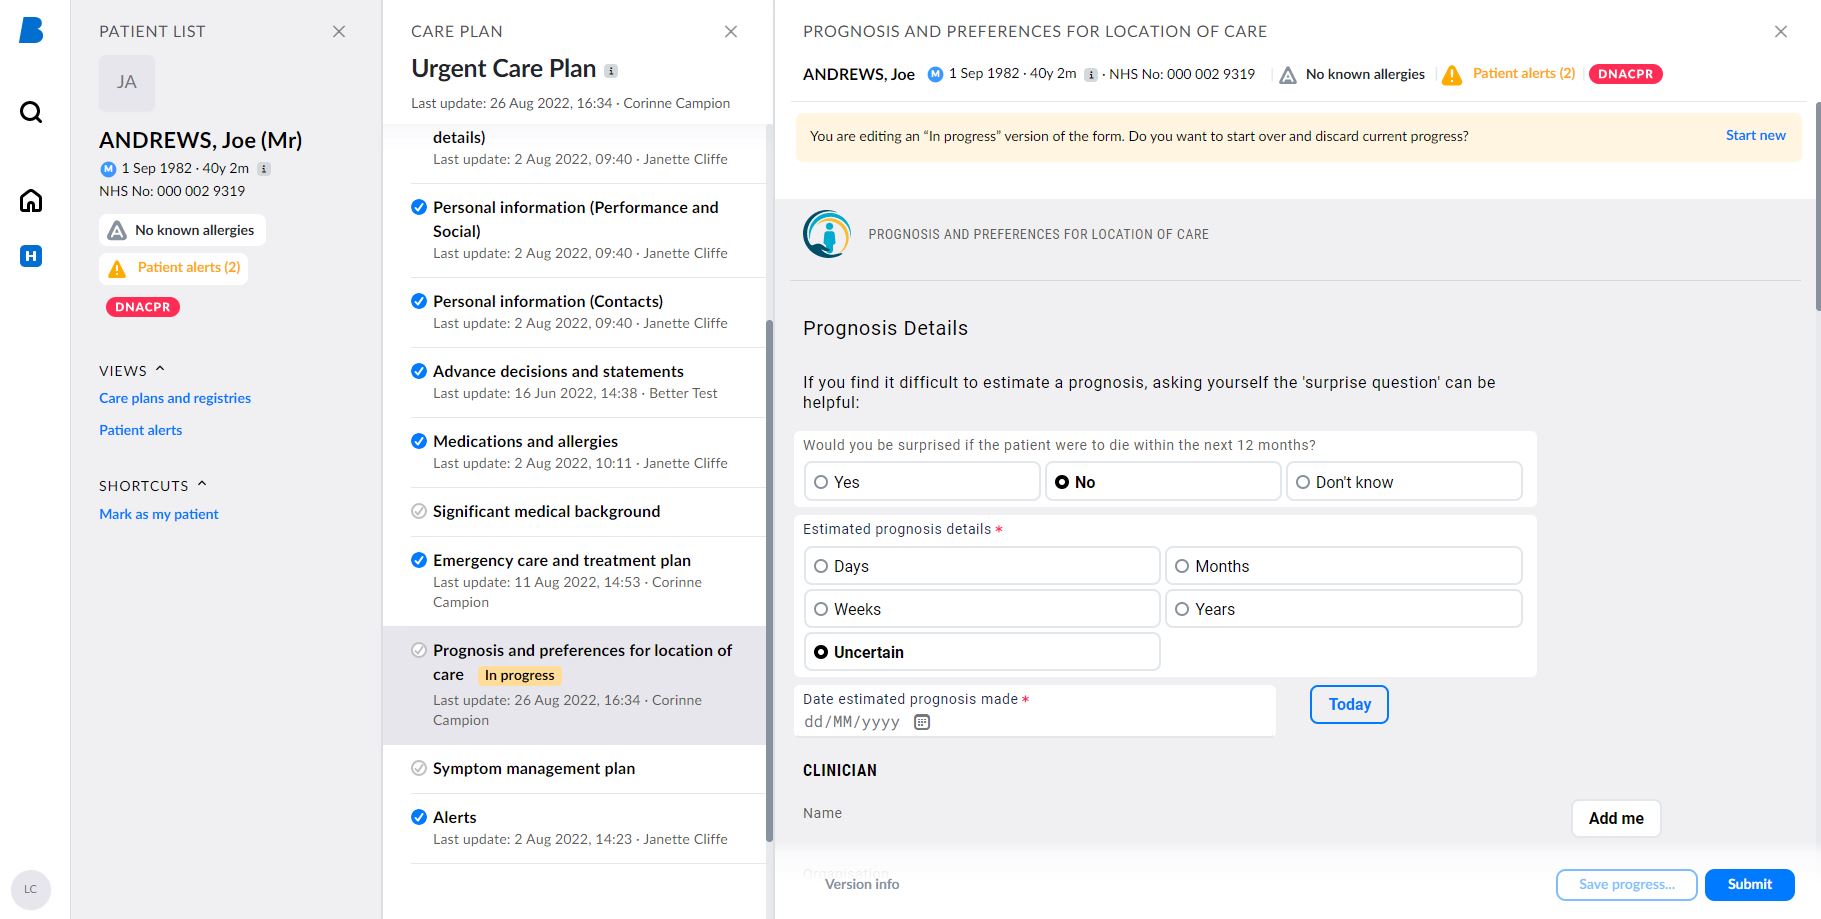 PATIENT LIST
JA
ANDREWS, Joe (Mr)
M 1 Sep 1982 · 40y 2m i
NHS No: 000 002 9319
No known allergies
Patient alerts (2)
DNACPR
VIEWS
Care plans and registries
Patient alerts
SHORTCUTS
Mark as my patient
H
LC
CARE PLAN
Urgent Care Plan i
Last update: 26 Aug 2022, 16:34 · Corinne Campion
details)
Last update: 2 Aug 2022, 09:40 · Janette Cliffe
Personal information (Performance and
Social)
Last update: 2 Aug 2022, 09:40 · Janette Cliffe
Personal information (Contacts)
Last update: 2 Aug 2022, 09:40 · Janette Cliffe
Advance decisions and statements
Last update: 16 Jun 2022, 14:38 · Better Test
Medications and allergies
Last update: 2 Aug 2022, 10:11 · Janette Cliffe
Significant medical background
Emergency care and treatment plan
Last update: 11 Aug 2022, 14:53 · Corinne
Campion
Prognosis and preferences for location of
care In progress
Last update: 26 Aug 2022, 16:34 · Corinne
Campion
Symptom management plan
Alerts
Last update: 2 Aug 2022, 14:23 · Janette Cliffe
PROGNOSIS AND PREFERENCES FOR LOCATION OF CARE
ANDREWS, Joe M 1 Sep 1982 · 40y 2m i · NHS No: 000 002 9319 No known allergies Patient alerts (2) DNACPR
You are editing an “In progress” version of the form. Do you want to start over and discard current progress? Start new
PROGNOSIS AND PREFERENCES FOR LOCATION OF CARE
Prognosis Details
If you find it difficult to estimate a prognosis, asking yourself the 'surprise question' can be
helpful:
Would you be surprised if the patient were to die within the next 12 months?
Yes No Don't know
Estimated prognosis details *
Days Months
Weeks Years
Uncertain
Date estimated prognosis made *
dd/MM/yyyy Today
CLINICIAN
Name Add me
Organisation
Version info Save progress... Submit